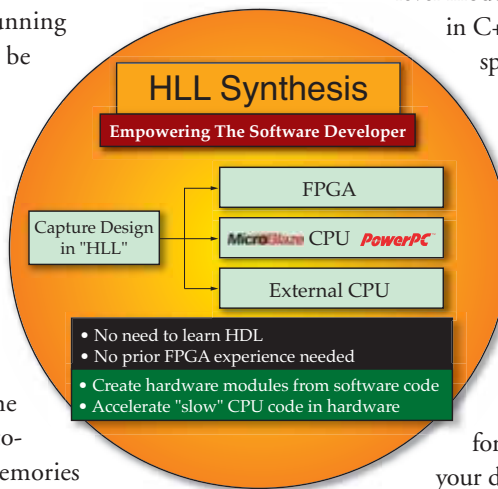 unning
be
in C+
sp
HLL Synthesis
Empowering The Software Developer
Capture Design
in "HLL"
FPGA
MicroBlaze CPU PowerPC™
External CPU
• No need to learn HDL
• No prior FPGA experience needed
• Create hardware modules from software code
• Accelerate "slow" CPU code in hardware
ne
o-
emories
for
your d